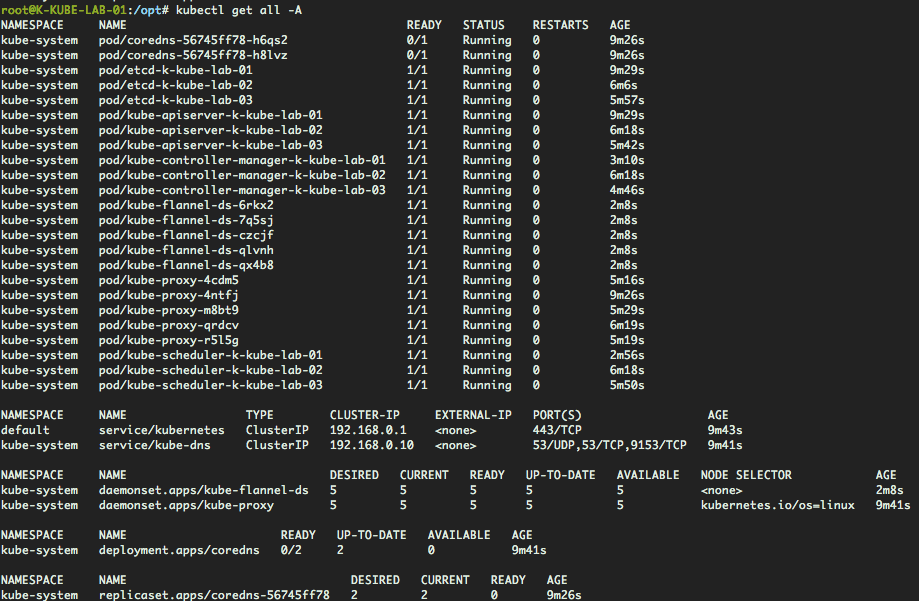 root@K-KUBE-LAB-01:/opt# kubectl get all -A
NAMESPACE NAME READY STATUS RESTARTS AGE
kube-system pod/coredns-56745ff78-h6qs2 0/1 Running 0 9m26s
kube-system pod/coredns-56745ff78-h8lvz 0/1 Running 0 9m26s
kube-system pod/etcd-k-kube-lab-01 1/1 Running 0 9m29s
kube-system pod/etcd-k-kube-lab-02 1/1 Running 0 6m6s
kube-system pod/etcd-k-kube-lab-03 1/1 Running 0 5m57s
kube-system pod/kube-apiserver-k-kube-lab-01 1/1 Running 0 9m29s
kube-system pod/kube-apiserver-k-kube-lab-02 1/1 Running 0 6m18s
kube-system pod/kube-apiserver-k-kube-lab-03 1/1 Running 0 5m42s
kube-system pod/kube-controller-manager-k-kube-lab-01 1/1 Running 0 3m10s
kube-system pod/kube-controller-manager-k-kube-lab-02 1/1 Running 0 6m18s
kube-system pod/kube-controller-manager-k-kube-lab-03 1/1 Running 0 4m46s
kube-system pod/kube-flannel-ds-6rkx2 1/1 Running 0 2m8s
kube-system pod/kube-flannel-ds-7q5sj 1/1 Running 0 2m8s
kube-system pod/kube-flannel-ds-czcjf 1/1 Running 0 2m8s
kube-system pod/kube-flannel-ds-qlvnh 1/1 Running 0 2m8s
kube-system pod/kube-flannel-ds-qx4b8 1/1 Running 0 2m8s
kube-system pod/kube-proxy-4cdm5 1/1 Running 0 5m16s
kube-system pod/kube-proxy-4ntfj 1/1 Running 0 9m26s
kube-system pod/kube-proxy-m8bt9 1/1 Running 0 5m29s
kube-system pod/kube-proxy-qrdcv 1/1 Running 0 6m19s
kube-system pod/kube-proxy-r5l5g 1/1 Running 0 5m19s
kube-system pod/kube-scheduler-k-kube-lab-01 1/1 Running 0 2m56s
kube-system pod/kube-scheduler-k-kube-lab-02 1/1 Running 0 6m18s
kube-system pod/kube-scheduler-k-kube-lab-03 1/1 Running 0 5m50s
NAMESPACE NAME TYPE CLUSTER-IP EXTERNAL-IP PORT(S) AGE
default service/kubernetes ClusterIP 192.168.0.1 <none> 443/TCP 9m43s
kube-system service/kube-dns ClusterIP 192.168.0.10 <none> 53/UDP,53/TCP,9153/TCP 9m41s
NAMESPACE NAME DESIRED CURRENT READY UP-TO-DATE AVAILABLE NODE SELECTOR AGE
kube-system daemonset.apps/kube-flannel-ds 5 5 5 5 5 <none> 2m8s
kube-system daemonset.apps/kube-proxy 5 5 5 5 5 kubernetes.io/os=linux 9m41s
NAMESPACE NAME READY UP-TO-DATE AVAILABLE AGE
kube-system deployment.apps/coredns 0/2 2 0 9m41s
NAMESPACE NAME DESIRED CURRENT READY AGE
kube-system replicaset.apps/coredns-56745ff78 2 2 0 9m26s